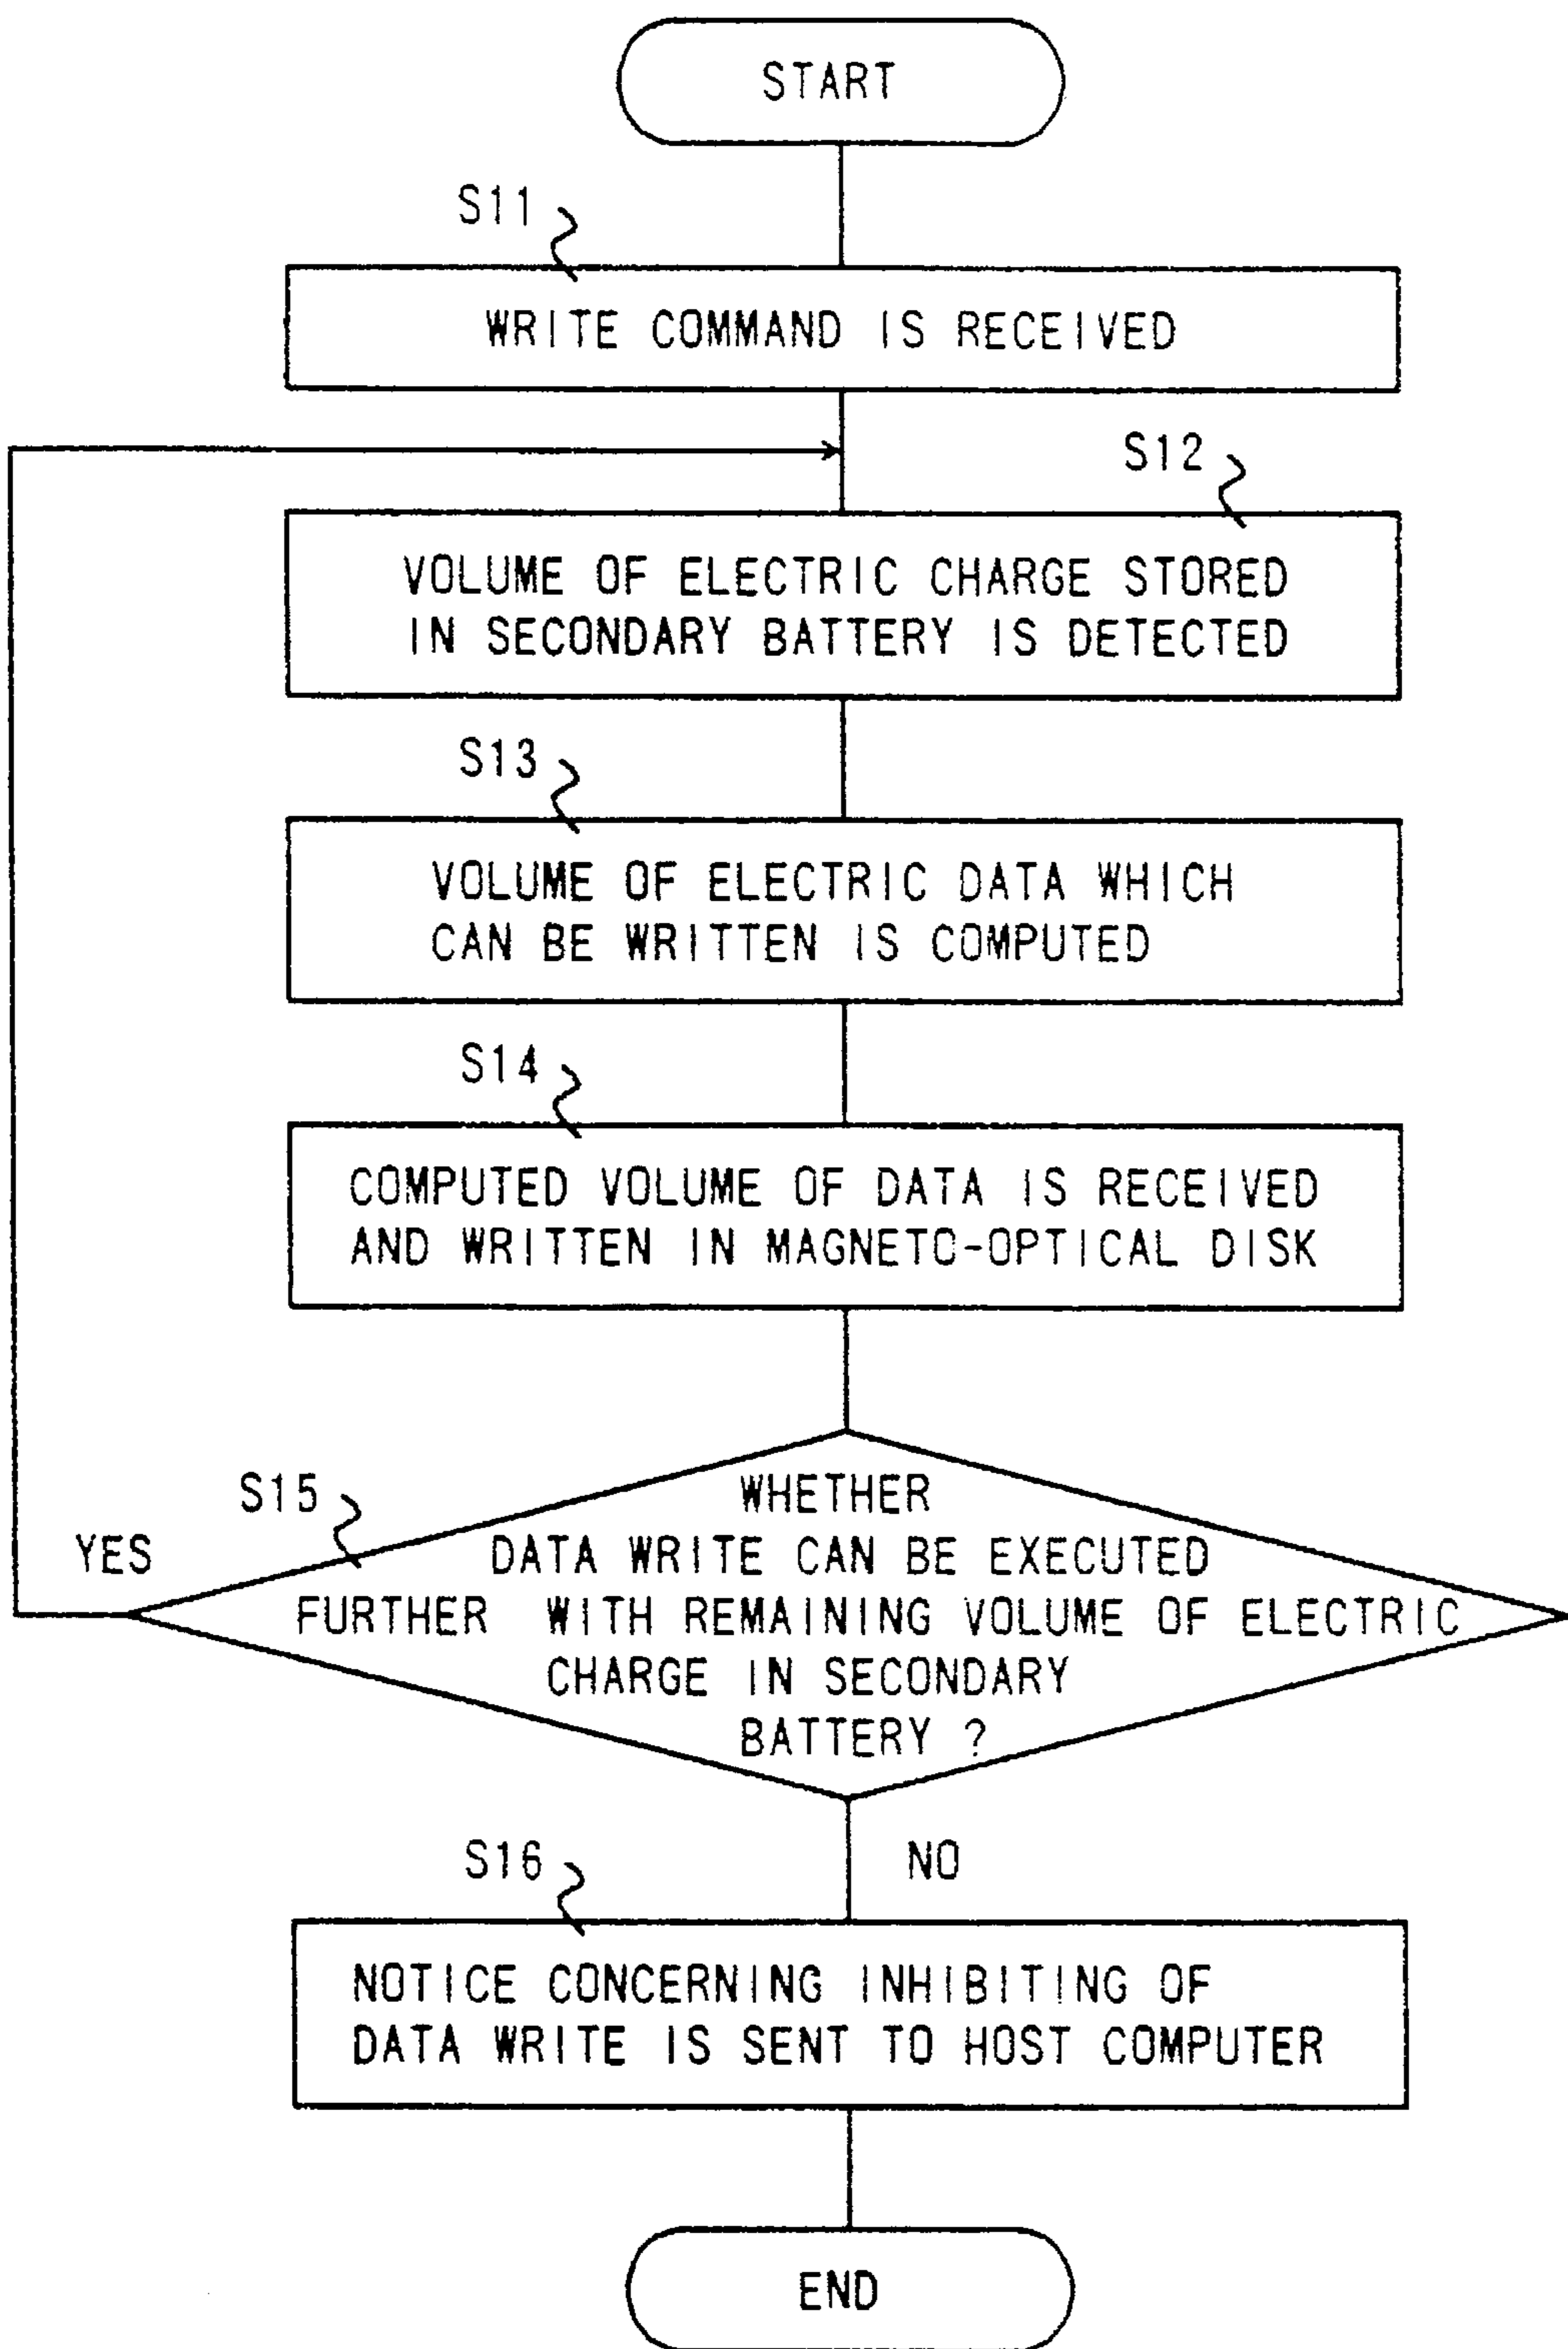 START
S11
WRITE COMMAND IS RECEIVED
S12
VOLUME OF ELECTRIC CHARGE STORED
IN SECONDARY BATTERY IS DETECTED
S13
VOLUME OF ELECTRIC DATA WHICH
CAN BE WRITTEN IS COMPUTED
S14
COMPUTED VOLUME OF DATA IS RECEIVED
AND WRITTEN IN MAGNETO-OPTICAL DISK
S15
WHETHER
YES
DATA WRITE CAN BE EXECUTED
FURTHER WITH REMAINING VOLUME OF ELECTRIC
CHARGE IN SECONDARY
BATTERY ?
S16
NO
NOTICE CONCERNING INHIBITING OF
DATA WRITE IS SENT TO HOST COMPUTER
END